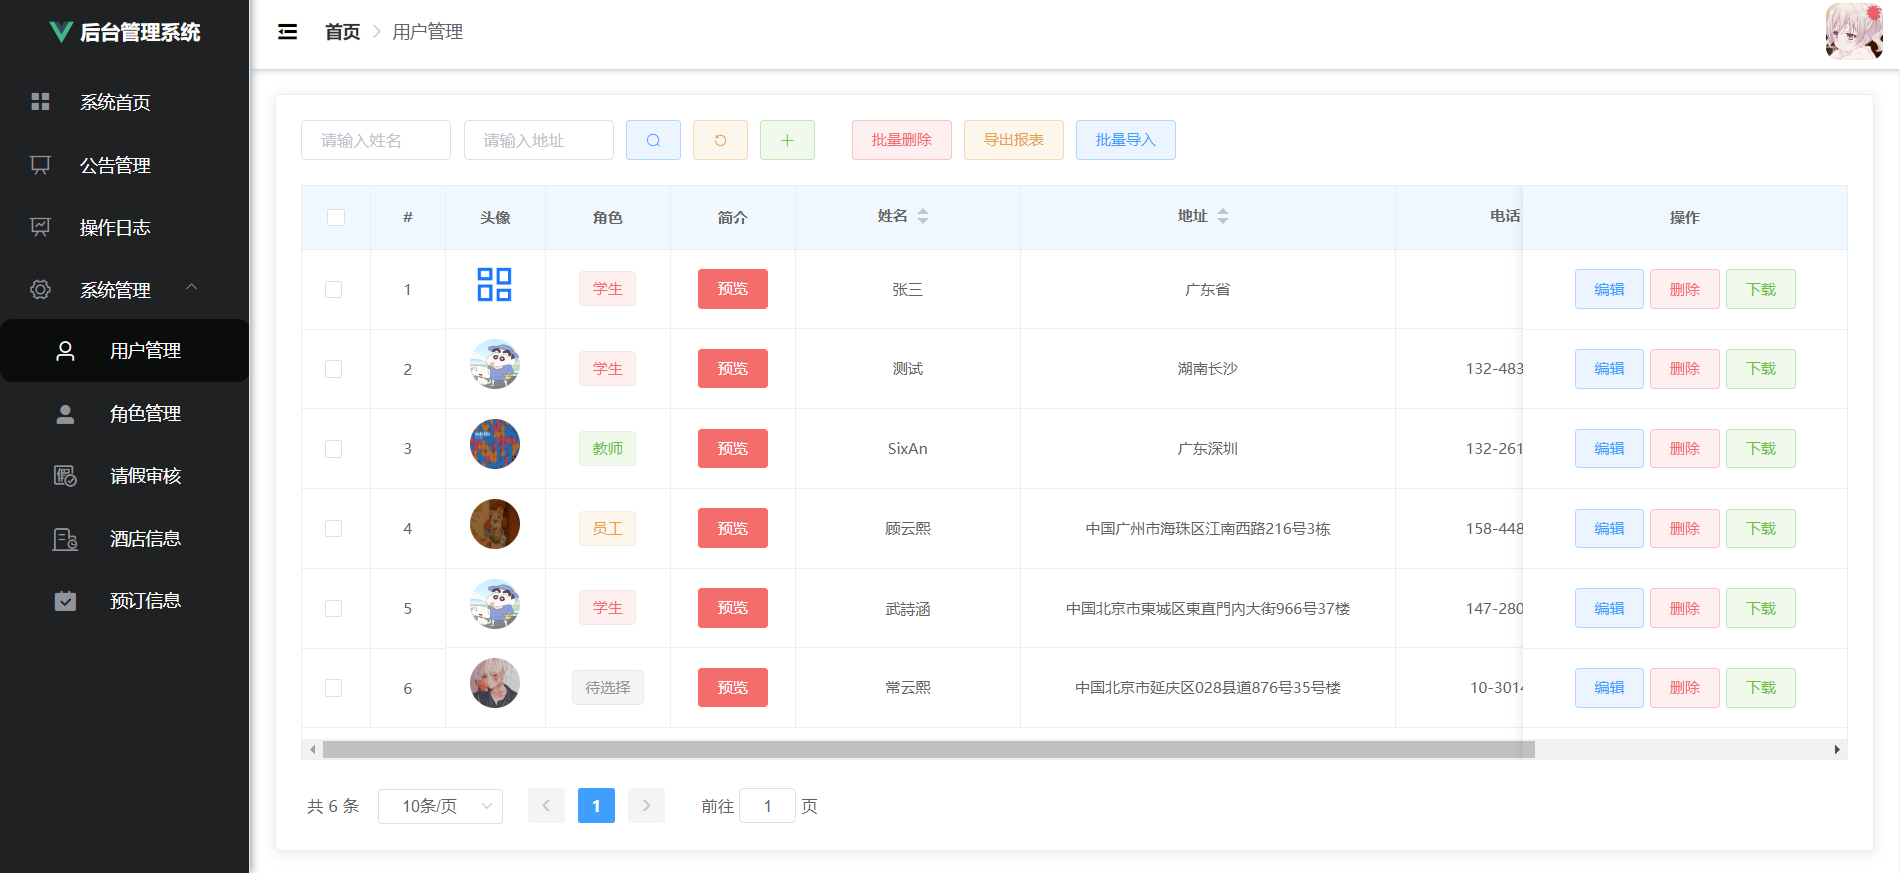 后台管理系统
系统首页
公告管理
操作日志
系统管理
用户管理
角色管理
请假审核
酒店信息
预订信息
首页 用户管理
请输入姓名 请输入地址 批量删除 导出报表 批量导入
# 头像 角色 简介 姓名 地址 电话 操作
1 学生 预览 张三 广东省 编辑 删除 下载
2 学生 预览 测试 湖南长沙 132-483 编辑 删除 下载
3 教师 预览 SixAn 广东深圳 132-261 编辑 删除 下载
4 员工 预览 顾云熙 中国广州市海珠区江南西路216号3栋 158-448 编辑 删除 下载
5 学生 预览 武詩涵 中国北京市東城区東直門内大街966号37楼 147-280 编辑 删除 下载
6 待选择 预览 常云熙 中国北京市延庆区028县道876号35号楼 10-3014 编辑 删除 下载
共 6 条 10条/页 1 前往 1 页